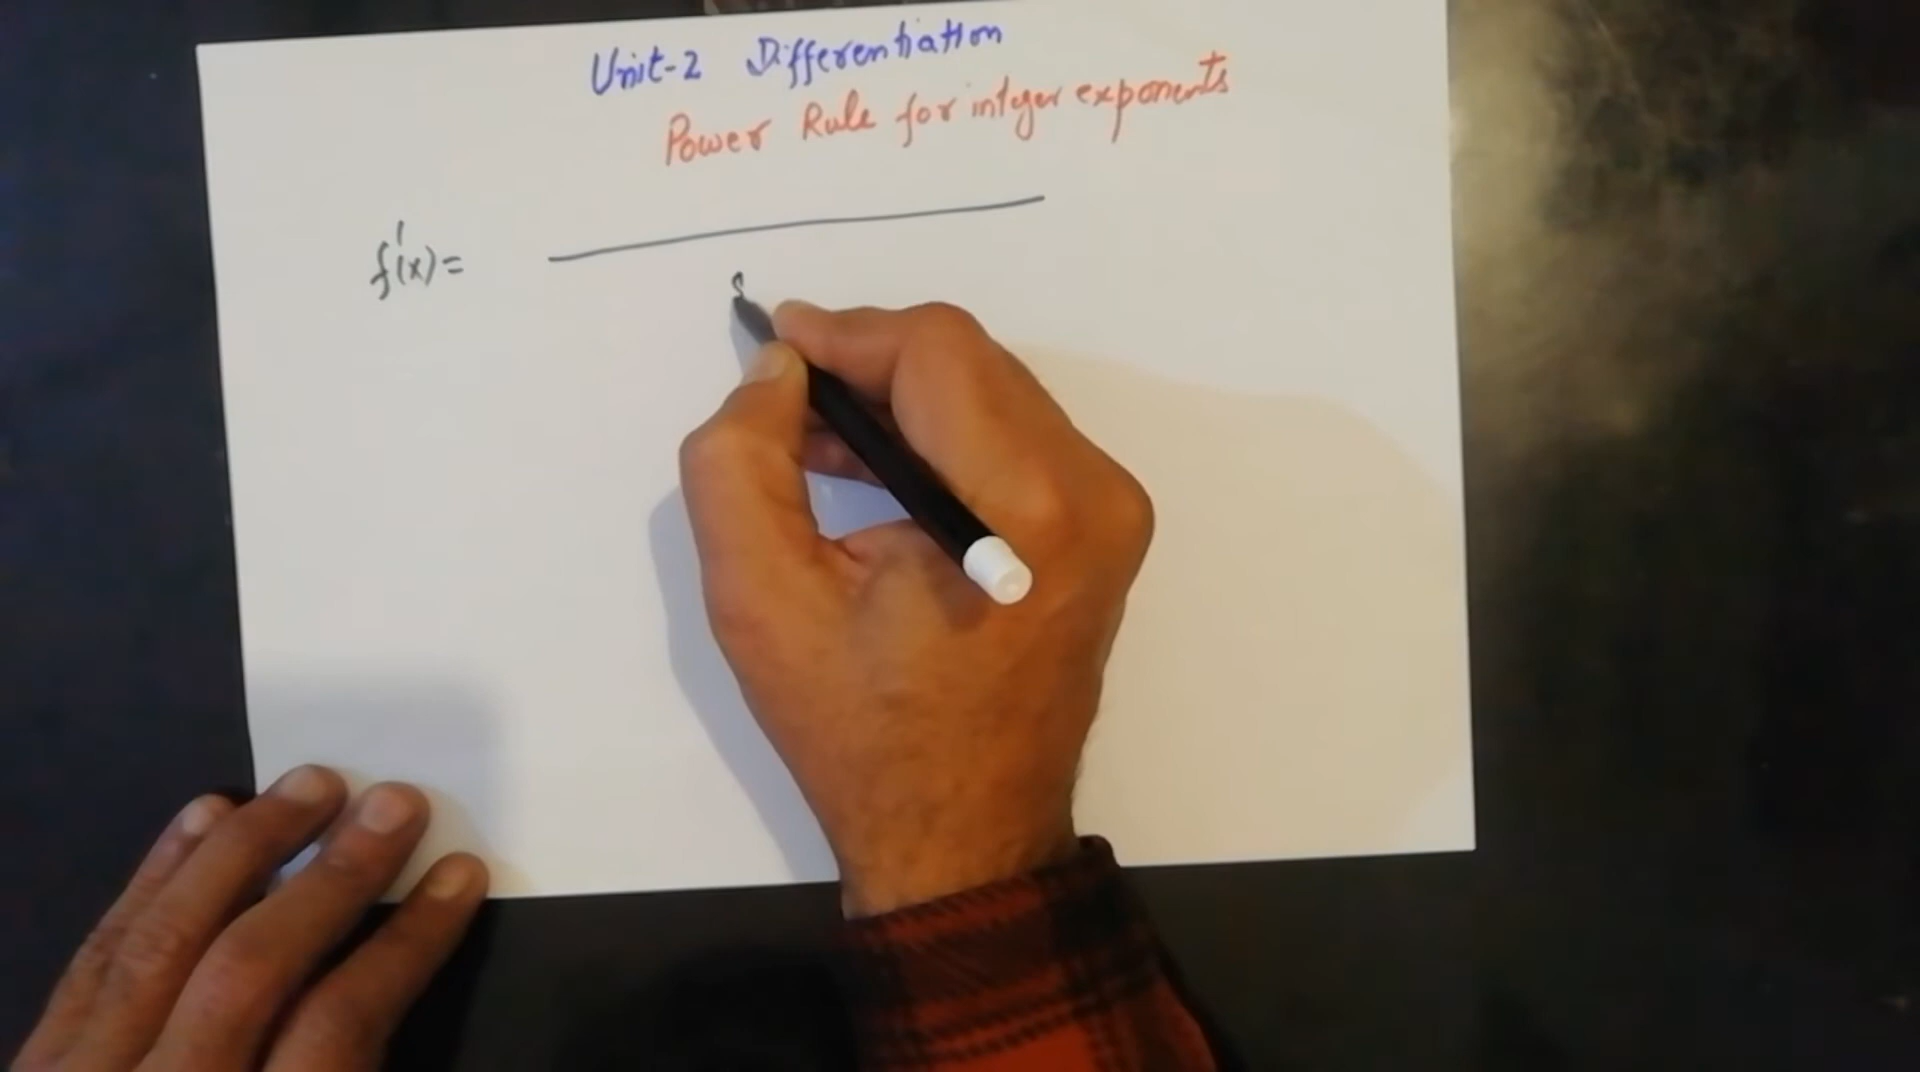 Unit-2 Differentiation
Power Rule for integer exponents
f'(x)=